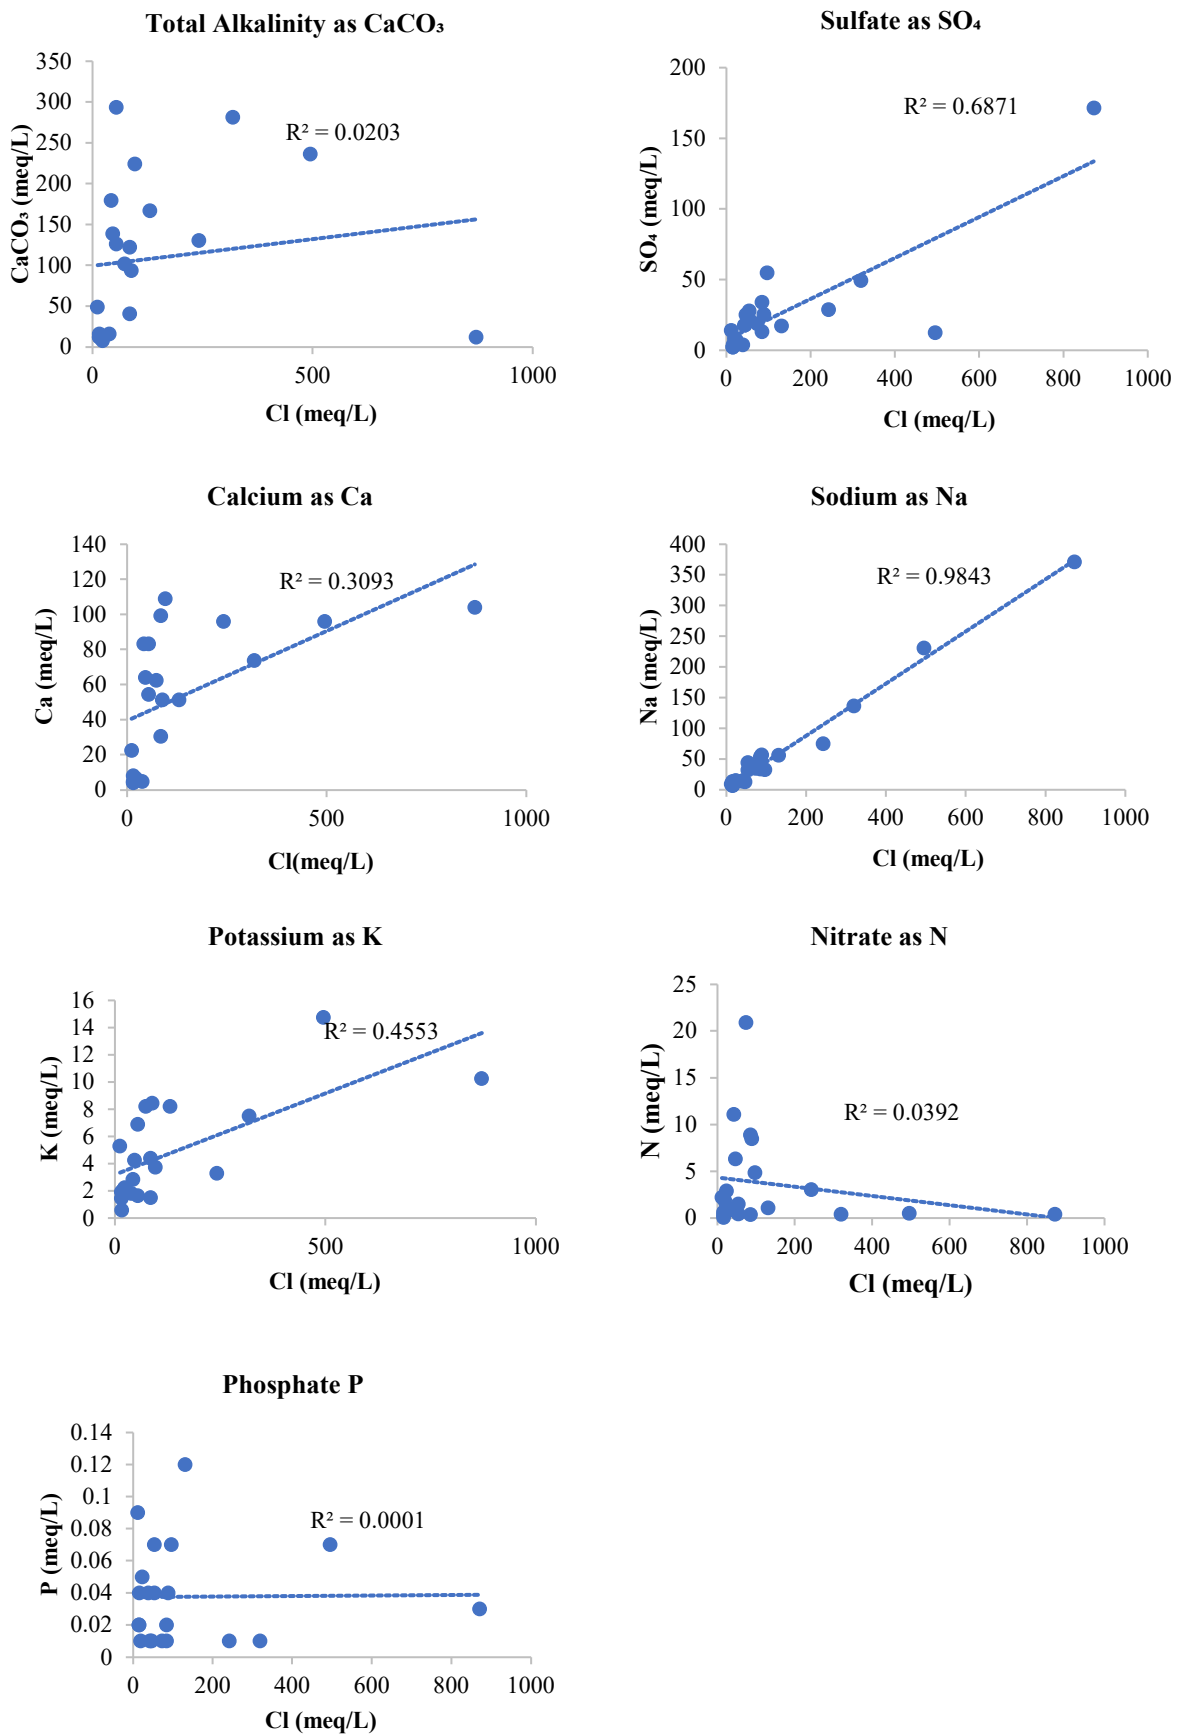 Total Alkalinity as CaCO₃
350
300
250
200
150
100
50
0
CaCO₃ (meq/L)
R² = 0.0203
0 500 1000
Cl (meq/L)
Sulfate as SO₄
200
150
100
50
0
SO₄ (meq/L)
R² = 0.6871
0 200 400 600 800 1000
Cl (meq/L)
Calcium as Ca
140
120
100
80
60
40
20
0
Ca (meq/L)
R² = 0.3093
0 500 1000
Cl(meq/L)
Sodium as Na
400
350
300
250
200
150
100
50
0
Na (meq/L)
R² = 0.9843
0 200 400 600 800 1000
Cl (meq/L)
Potassium as K
16
14
12
10
8
6
4
2
0
K (meq/L)
R² = 0.4553
0 500 1000
Cl (meq/L)
Nitrate as N
25
20
15
10
5
0
N (meq/L)
R² = 0.0392
0 200 400 600 800 1000
Cl (meq/L)
Phosphate P
0.14
0.12
0.1
0.08
0.06
0.04
0.02
0
P (meq/L)
R² = 0.0001
0 200 400 600 800 1000
Cl (meq/L)